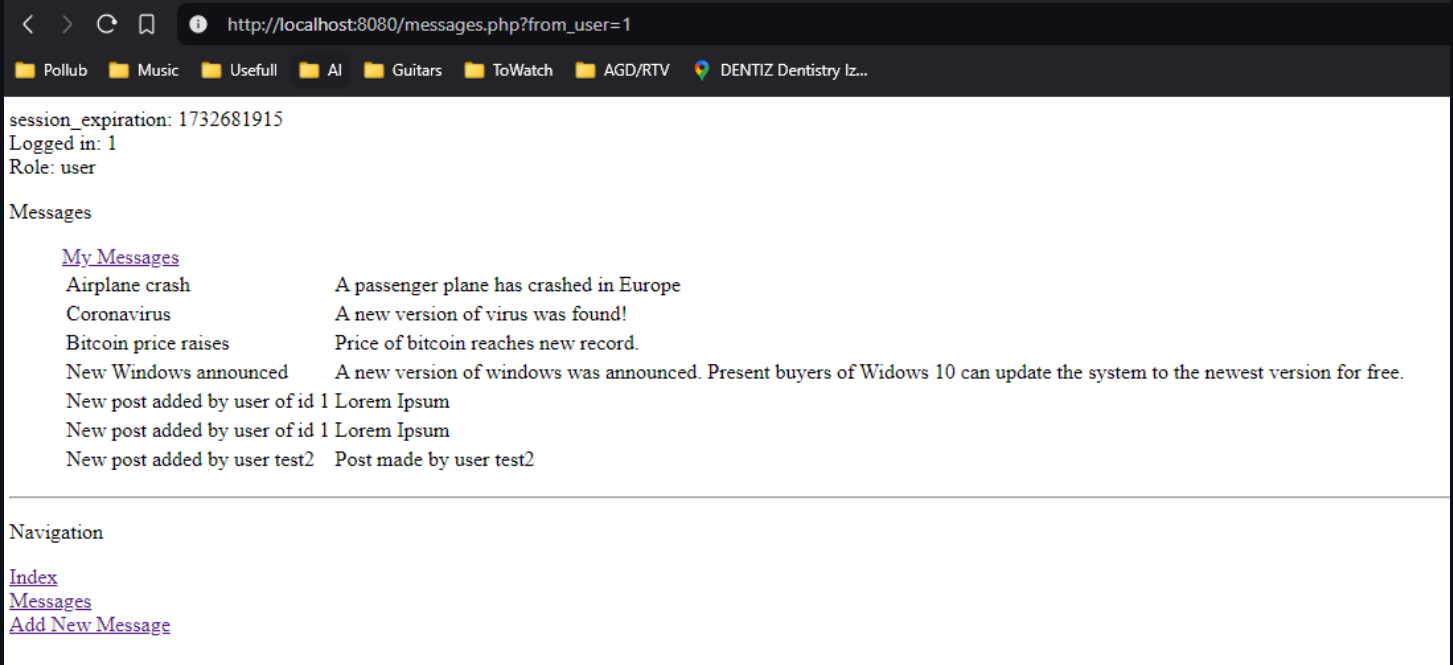 http://localhost:8080/messages.php?from_user=1
Pollub Music Usefull AI Guitars ToWatch AGD/RTV DENTIZ Dentistry Iz...
session_expiration: 1732681915
Logged in: 1
Role: user
Messages
My Messages
Airplane crash A passenger plane has crashed in Europe
Coronavirus A new version of virus was found!
Bitcoin price raises Price of bitcoin reaches new record.
New Windows announced A new version of windows was announced. Present buyers of Widows 10 can update the system to the newest version for free.
New post added by user of id 1 Lorem Ipsum
New post added by user of id 1 Lorem Ipsum
New post added by user test2 Post made by user test2
Navigation
Index
Messages
Add New Message